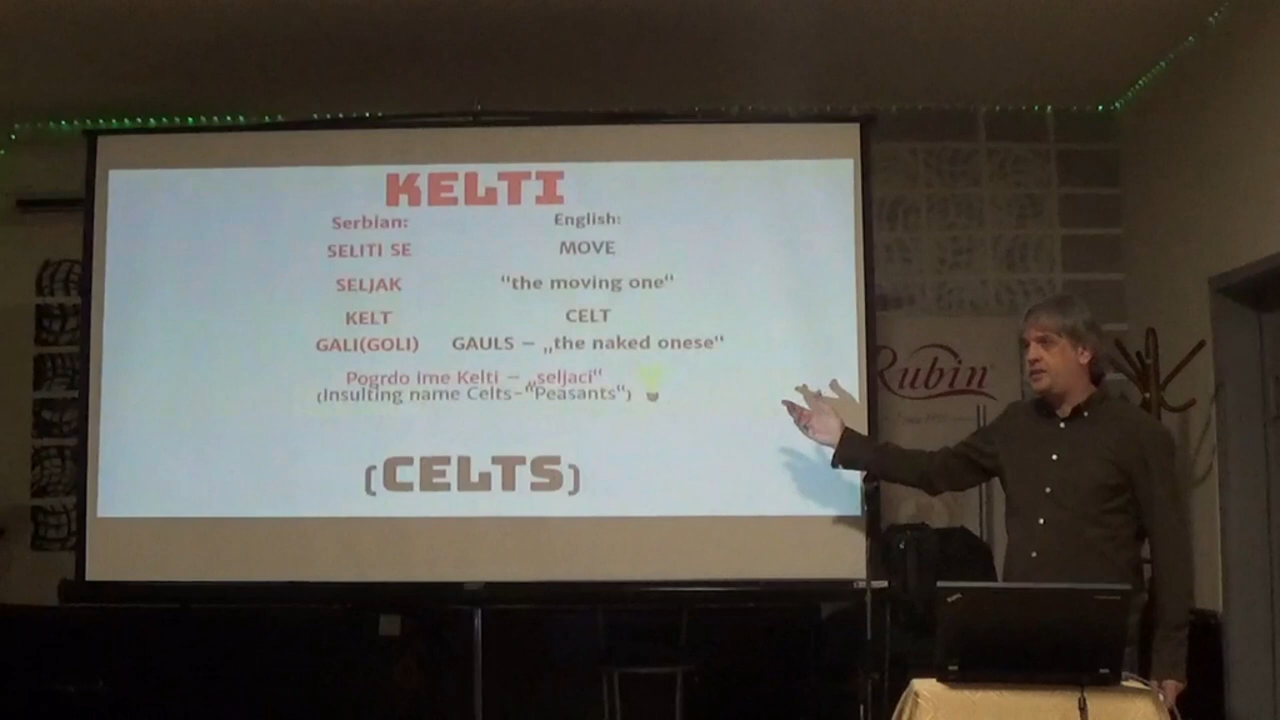 KELTI
Serbian: English:
SELITI SE MOVE
SELJAK “the moving one“
KELT CELT
GALI(GOLI) GAULS – „the naked onese“
Pogrdo ime Kelti – „seljaci“
(Insulting name Celts-“Peasants“)
(CELTS)
Rubin